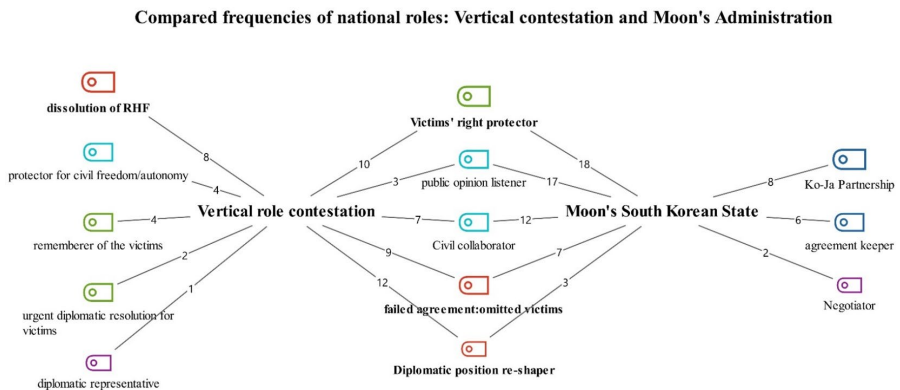 Compared frequencies of national roles: Vertical contestation and Moon's Administration
dissolution of RHF
Victims' right protector
8
10
18
protector for civil freedom/autonomy
4
3
public opinion listener
17
8
Ko-Ja Partnership
Vertical role contestation
Moon's South Korean State
rememberer of the victims
4
7
Civil collaborator
12
6
agreement keeper
2
9
7
2
urgent diplomatic resolution for
victims
1
12
failed agreement:omitted victims
3
Negotiator
diplomatic representative
Diplomatic position re-shaper